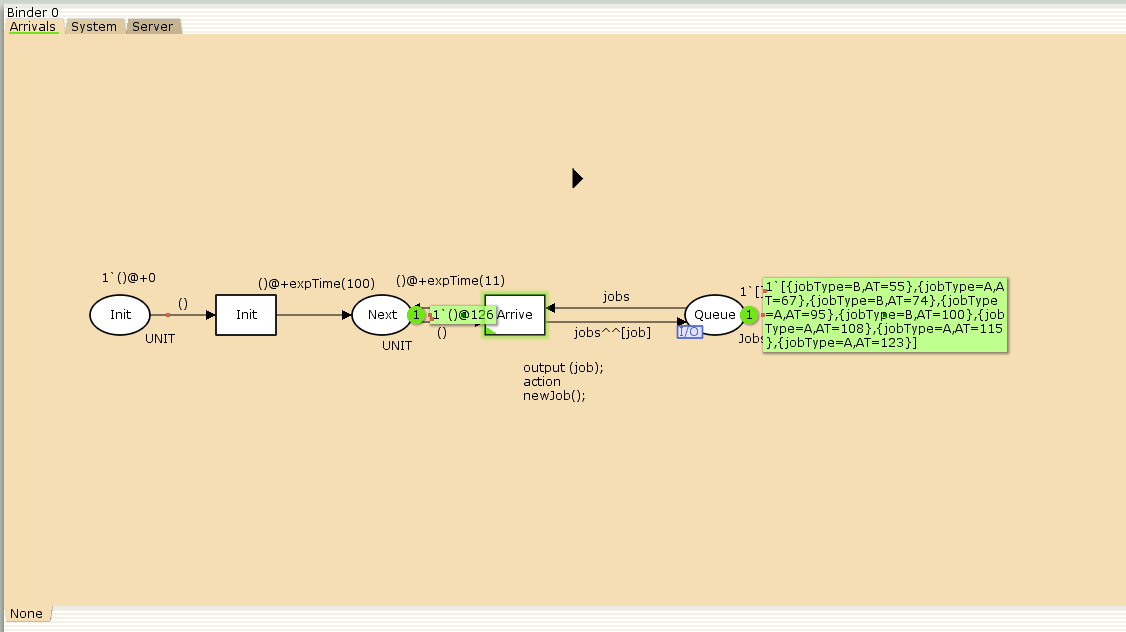 Binder 0
Arrivals System Server
1`()@+0
()@+expTime(100)
()@+expTime(11)
Init
()
UNIT
Init
Next
1
UNIT
1`()@126
()
Arrive
jobs
jobs^^[job]
output (job);
action
newJob();
Queue
I/O
1
1`[]
Jobs
1`[{jobType=B,AT=55},{jobType=A,A
T=67},{jobType=B,AT=74},{jobType
=A,AT=95},{jobType=B,AT=100},{job
Type=A,AT=108},{jobType=A,AT=115
},{jobType=A,AT=123}]
None